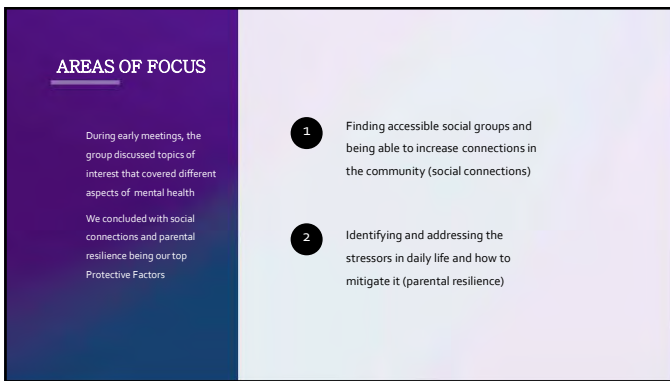 AREAS OF FOCUS
During early meetings, the
group discussed topics of
interest that covered different
aspects of mental health
We concluded with social
connections and parental
resilience being our top
Protective Factors
1
Finding accessible social groups and
being able to increase connections in
the community (social connections)
2
Identifying and addressing the
stressors in daily life and how to
mitigate it (parental resilience)